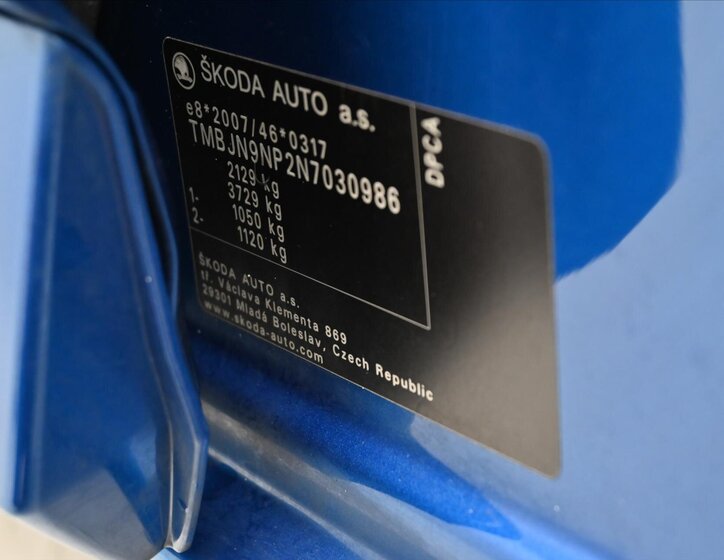 ŠKODA AUTO a.s.
DPCA
e8*2007/46*0317
TMBJN9NP2N7030986
2129 kg
3729 kg
1- 1050 kg
2- 1120 kg
ŠKODA AUTO a.s.
tř. Václava Klementa 869
29301 Mladá Boleslav, Czech Republic
www.skoda-auto.com